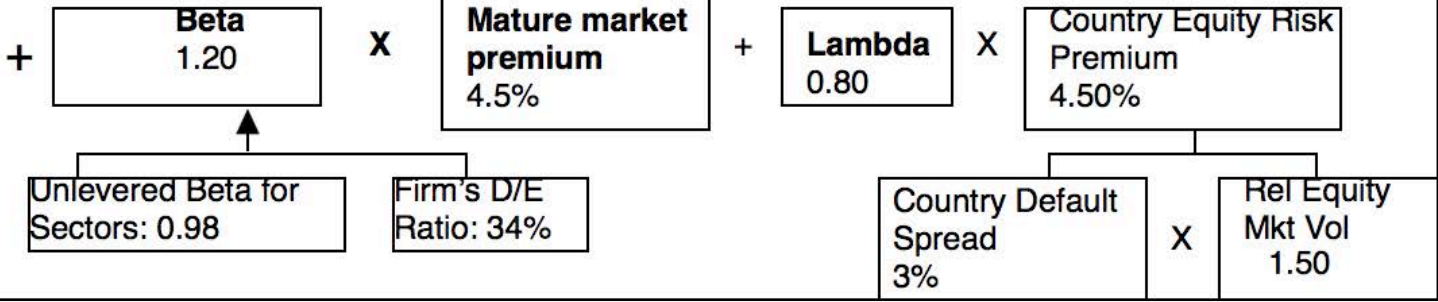 +
Beta
1.20
X
Mature market
premium
4.5%
+
Lambda
0.80
X
Country Equity Risk
Premium
4.50%
Unlevered Beta for
Sectors: 0.98
Firm's D/E
Ratio: 34%
Country Default
Spread
3%
X
Rel Equity
Mkt Vol
1.50